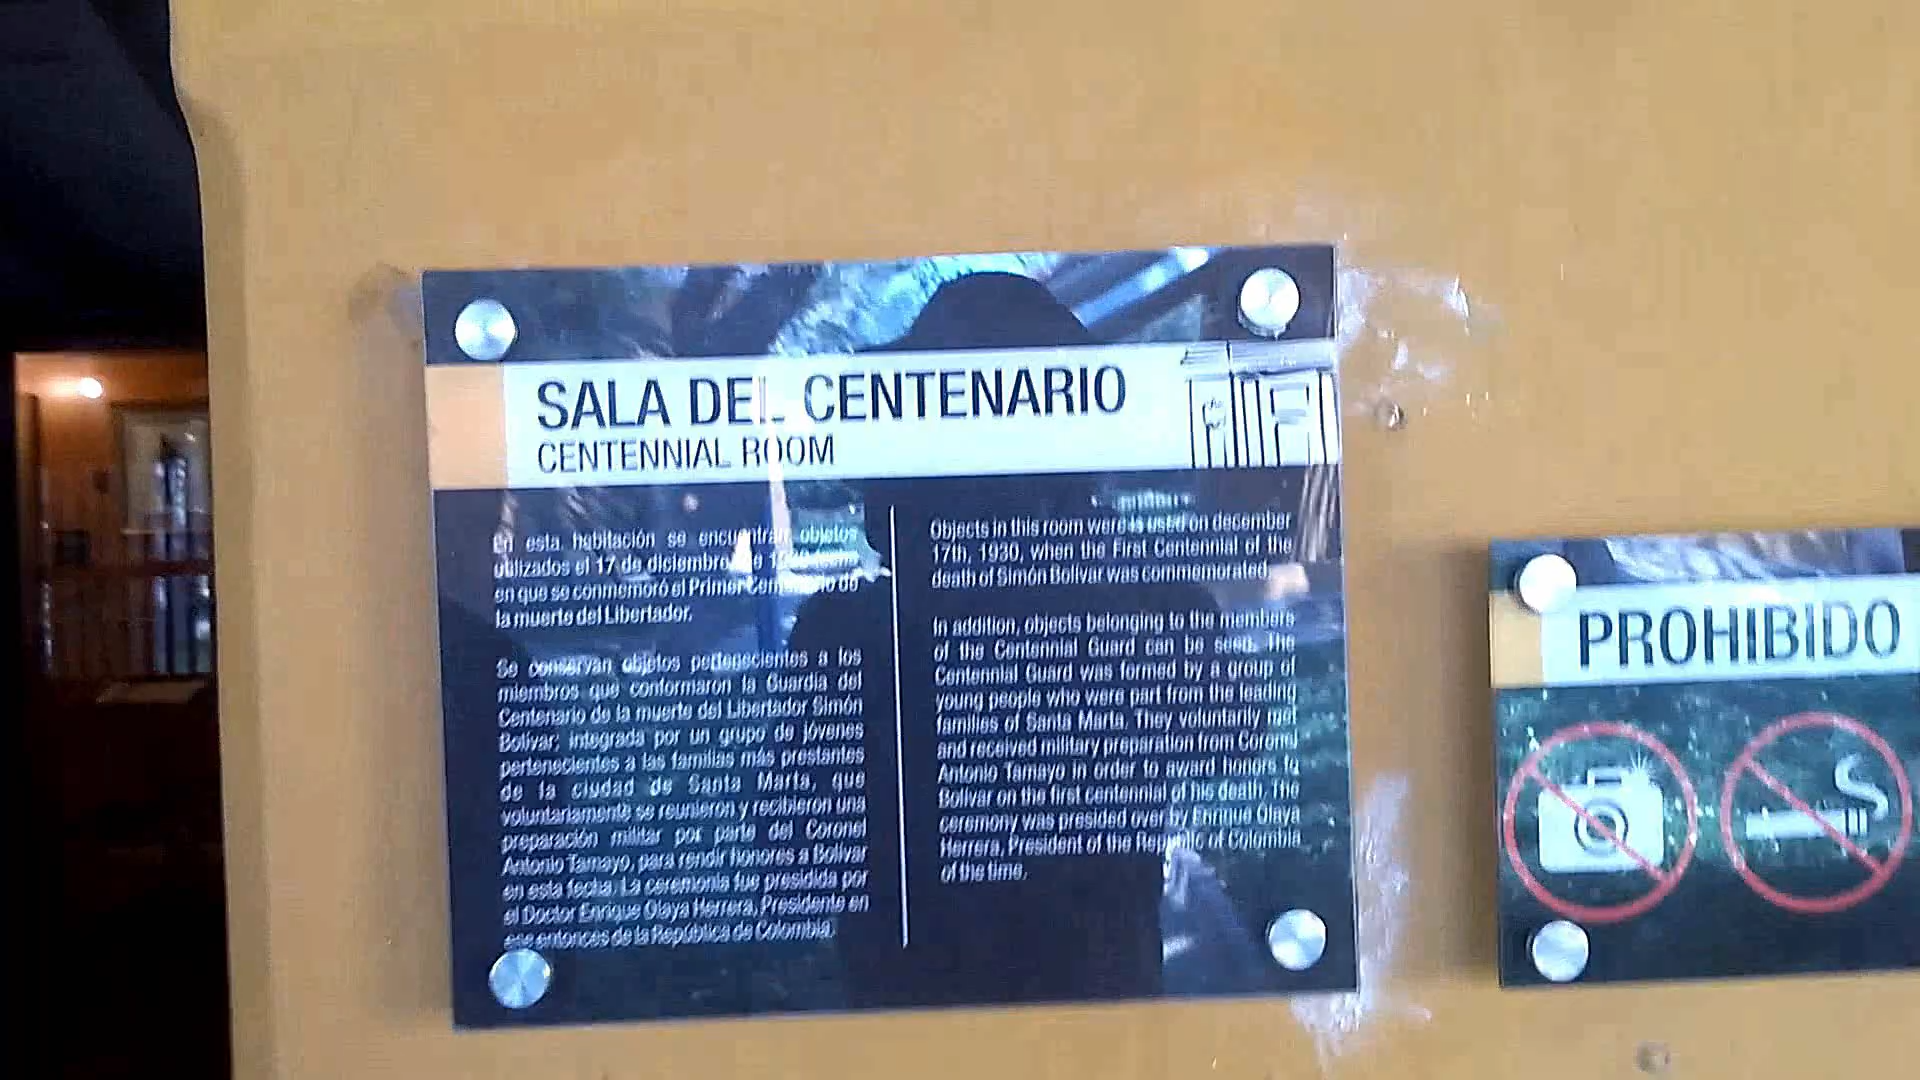 SALA DEL CENTENARIO
CENTENNIAL ROOM
En esta habitación se encuentran objetos
utilizados el 17 de diciembre de
en que se conmemoró el Primer Centenario de
la muerte del Libertador.
Se conservan objetos pertenecientes a los
miembros que conformaron la Guardia del
Centenario de la muerte del Libertador Simón
Bolívar; integrada por un grupo de jóvenes
pertenecientes a las familias más prestantes
de la ciudad de Santa Marta, que
voluntariamente se reunieron y recibieron una
preparación militar por parte del Coronel
Antonio Tamayo, para rendir honores a Bolívar
en esta fecha. La ceremonia fue presidida por
el Doctor Enrique Olaya Herrera, Presidente en
ese entonces de la República de Colombia.
Objects in this room were is used on december
17th, 1930, when the First Centennial of the
death of Simón Bolívar was commemorated
In addition, objects belonging to the members
of the Centennial Guard can be seen. The
Centennial Guard was formed by a group of
young people who were part from the leading
families of Santa Marta. They voluntarily met
and received military preparation from Coronel
Antonio Tamayo in order to award honors to
Bolívar on the first centennial of his death. The
ceremony was presided over by Enrique Olaya
Herrera, President of the Republic of Colombia
of the time.
PROHIBIDO